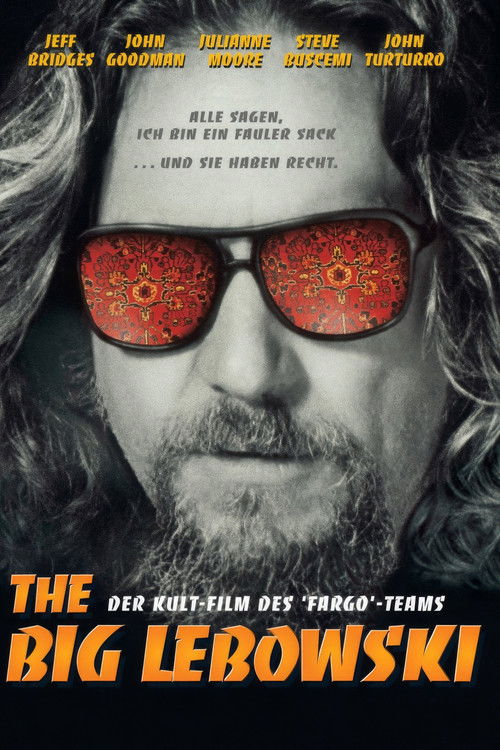 JEFF BRIDGES
JOHN GOODMAN
JULIANNE MOORE
STEVE BUSCEMI
JOHN TURTURRO
ALLE SAGEN,
ICH BIN EIN FAULER SACK
...UND SIE HABEN RECHT.
THE
DER KULT-FILM DES 'FARGO'-TEAMS
BIG LEBOWSKI